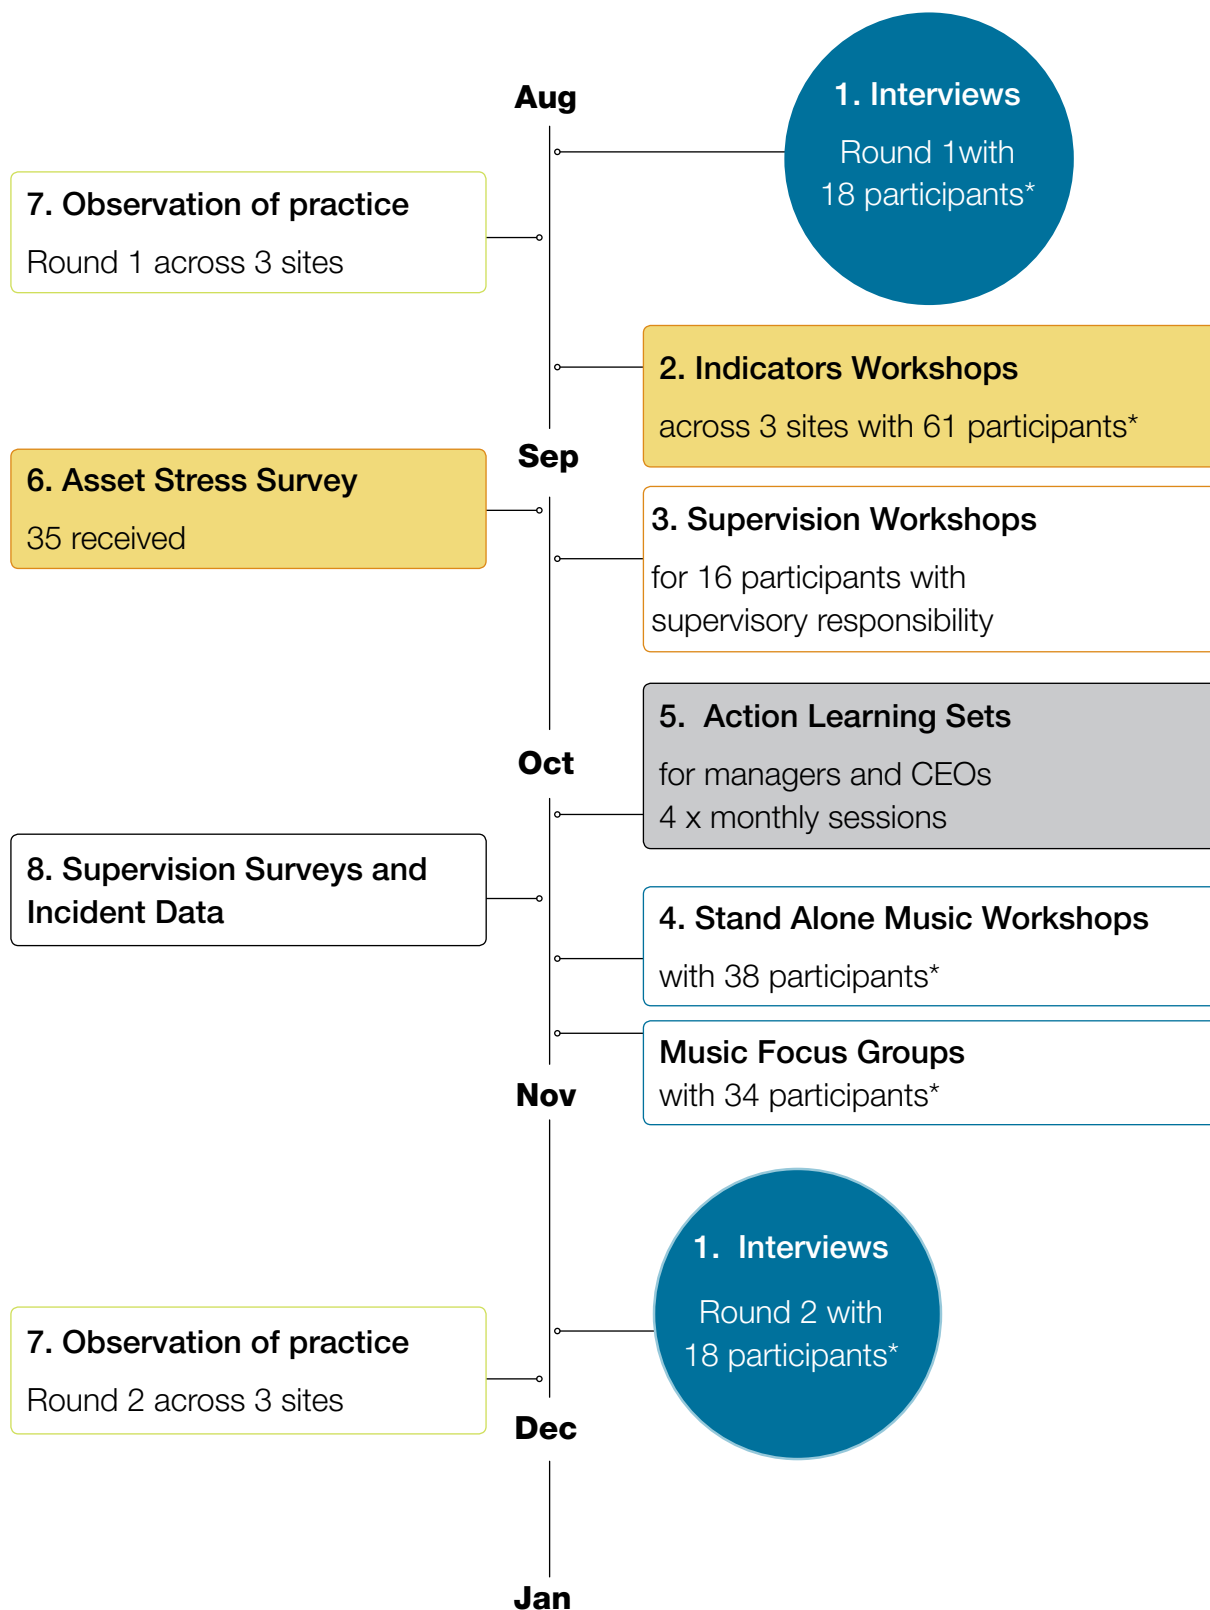 Aug
1. Interviews
Round 1with
18 participants*
7. Observation of practice
Round 1 across 3 sites
2. Indicators Workshops
across 3 sites with 61 participants*
Sep
6. Asset Stress Survey
35 received
3. Supervision Workshops
for 16 participants with
supervisory responsibility
5. Action Learning Sets
for managers and CEOs
4 x monthly sessions
Oct
8. Supervision Surveys and
Incident Data
4. Stand Alone Music Workshops
with 38 participants*
Music Focus Groups
with 34 participants*
Nov
1. Interviews
Round 2 with
18 participants*
7. Observation of practice
Round 2 across 3 sites
Dec
Jan